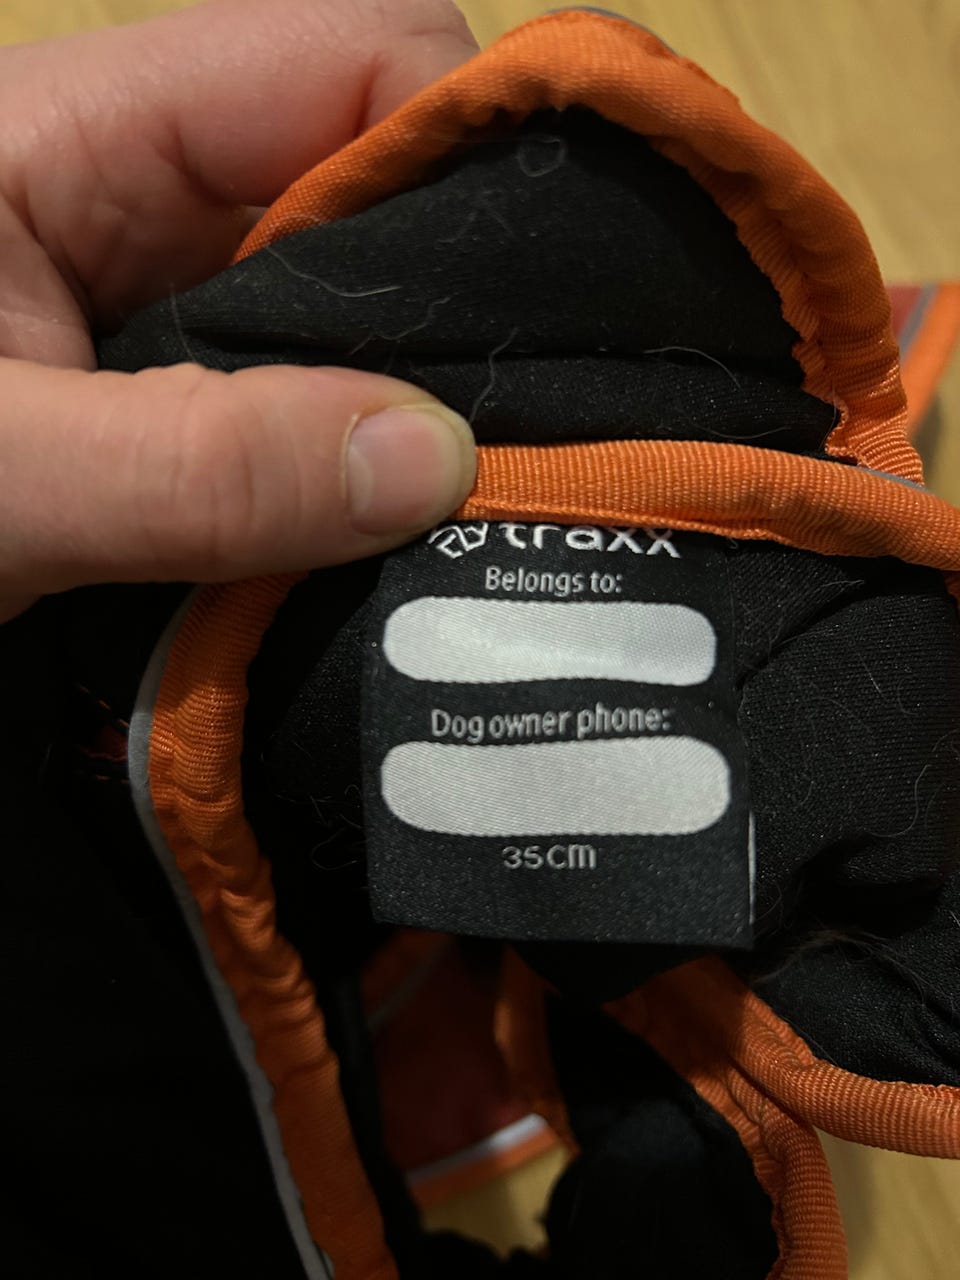 traxx
Belongs to:
Dog owner phone:
35cm